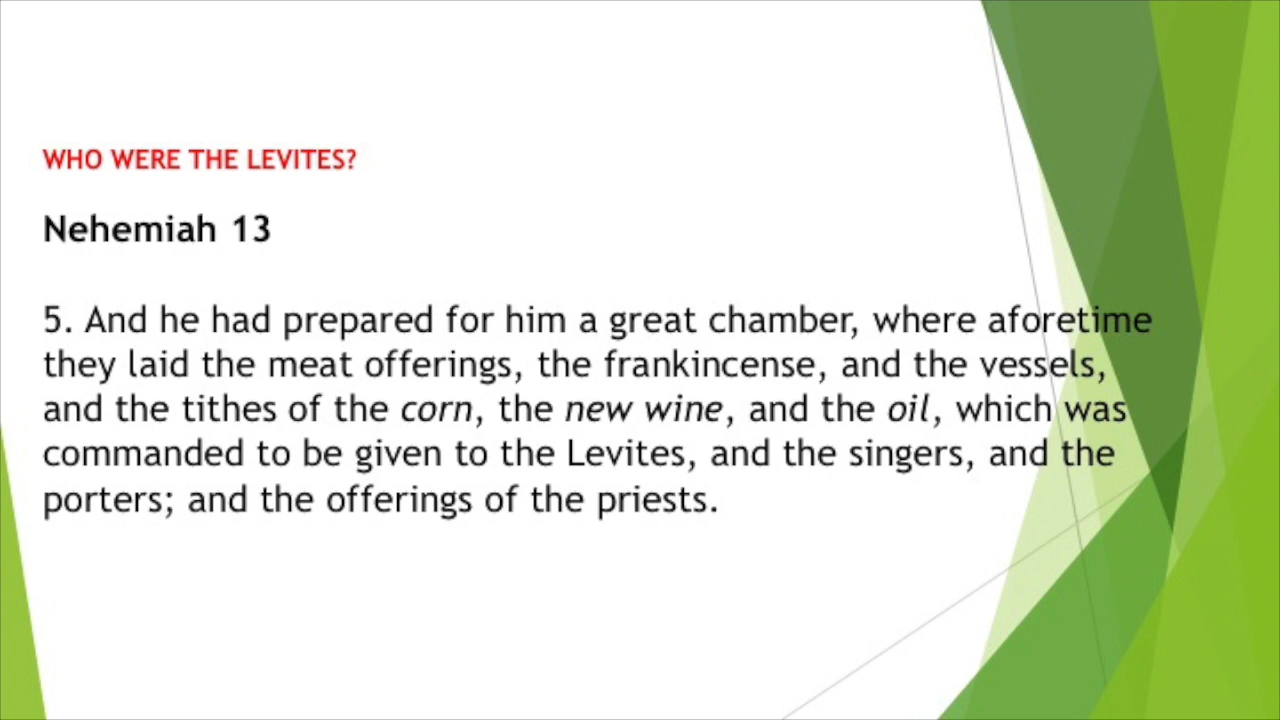 WHO WERE THE LEVITES?
Nehemiah 13
5. And he had prepared for him a great chamber, where aforetime
they laid the meat offerings, the frankincense, and the vessels,
and the tithes of the corn, the new wine, and the oil, which was
commanded to be given to the Levites, and the singers, and the
porters; and the offerings of the priests.